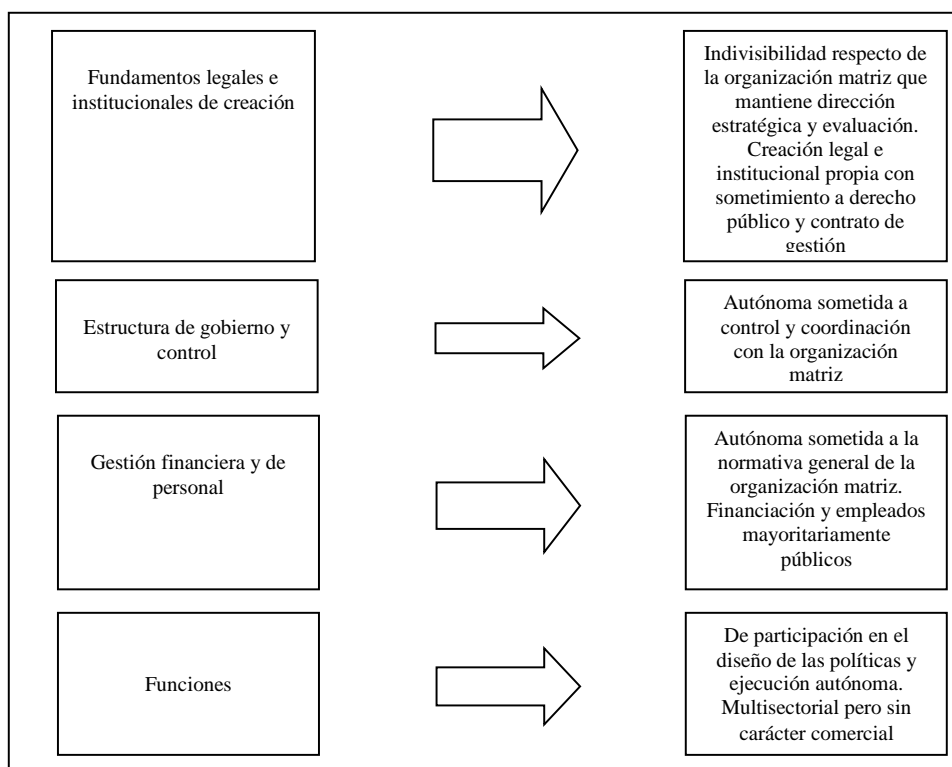 Fundamentos legales e
institucionales de creación
Indivisibilidad respecto de
la organización matriz que
mantiene dirección
estratégica y evaluación.
Creación legal e
institucional propia con
sometimiento a derecho
público y contrato de
gestión
Estructura de gobierno y
control
Autónoma sometida a
control y coordinación
con la organización
matriz
Gestión financiera y de
personal
Autónoma sometida a la
normativa general de la
organización matriz.
Financiación y empleados
mayoritariamente
públicos
Funciones
De participación en el
diseño de las políticas y
ejecución autónoma.
Multisectorial pero sin
carácter comercial